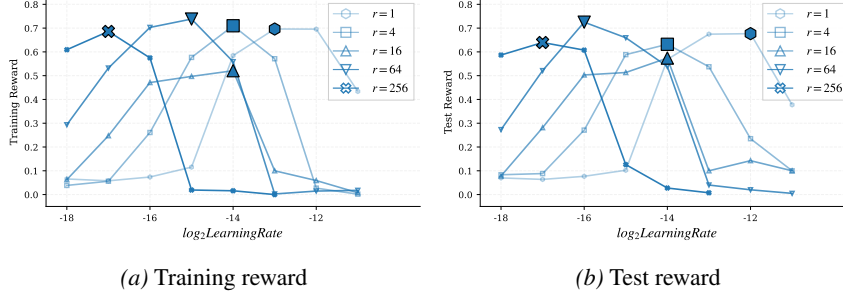 0.8
0.7
0.6
0.5
0.4
0.3
0.2
0.1
0.0
Training Reward
-18
-16
-14
-12
log₂LearningRate
r = 1
r = 4
r = 16
r = 64
r = 256
(a) Training reward
0.8
0.7
0.6
0.5
0.4
0.3
0.2
0.1
0.0
Test Reward
-18
-16
-14
-12
log₂LearningRate
r = 1
r = 4
r = 16
r = 64
r = 256
(b) Test reward